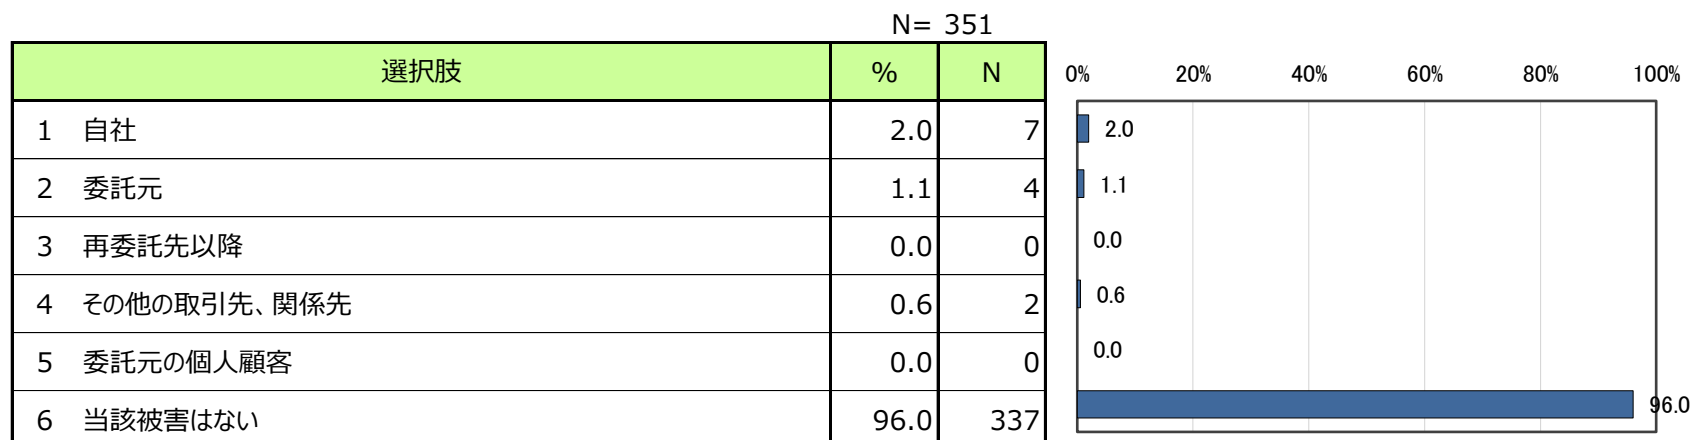 N= 351
選択肢 % N
1 自社 2.0 7
2 委託元 1.1 4
3 再委託先以降 0.0 0
4 その他の取引先、関係先 0.6 2
5 委託元の個人顧客 0.0 0
6 当該被害はない 96.0 337
0% 20% 40% 60% 80% 100%
2.0
1.1
0.0
0.6
0.0
96.0